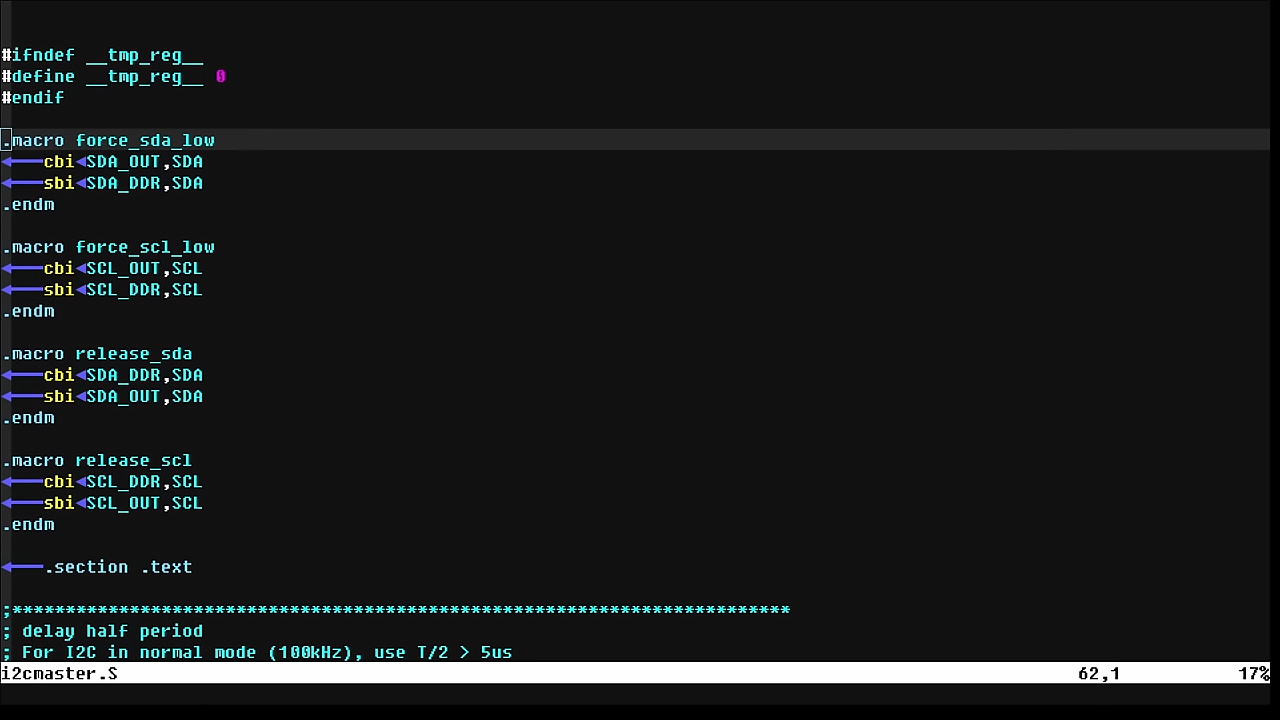 #ifndef __tmp_reg__
#define __tmp_reg__ 0
#endif
.macro force_sda_low
cbi SDA_OUT,SDA
sbi SDA_DDR,SDA
.endm
.macro force_scl_low
cbi SCL_OUT,SCL
sbi SCL_DDR,SCL
.endm
.macro release_sda
cbi SDA_DDR,SDA
sbi SDA_OUT,SDA
.endm
.macro release_scl
cbi SCL_DDR,SCL
sbi SCL_OUT,SCL
.endm
.section .text
;*************************************************************************
; delay half period
; For I2C in normal mode (100kHz), use T/2 > 5us
i2cmaster.S 62,1 17%